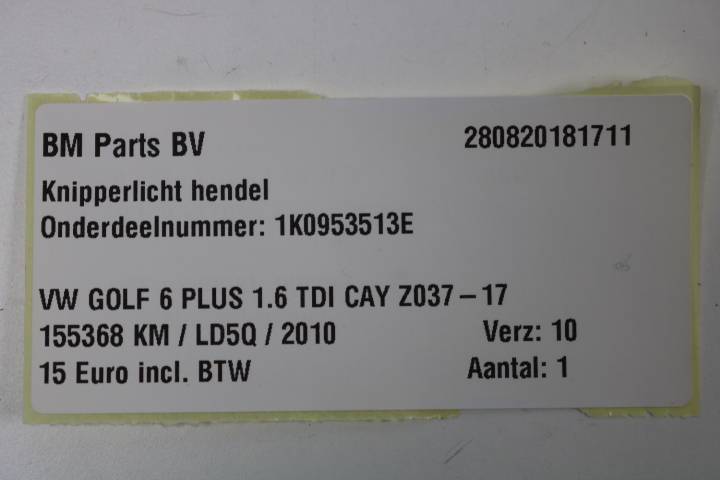 BM Parts BV 280820181711
Knipperlicht hendel
Onderdeelnummer: 1K0953513E
VW GOLF 6 PLUS 1.6 TDI CAY Z037 – 17
155368 KM / LD5Q / 2010 Verz: 10
15 Euro incl. BTW Aantal: 1